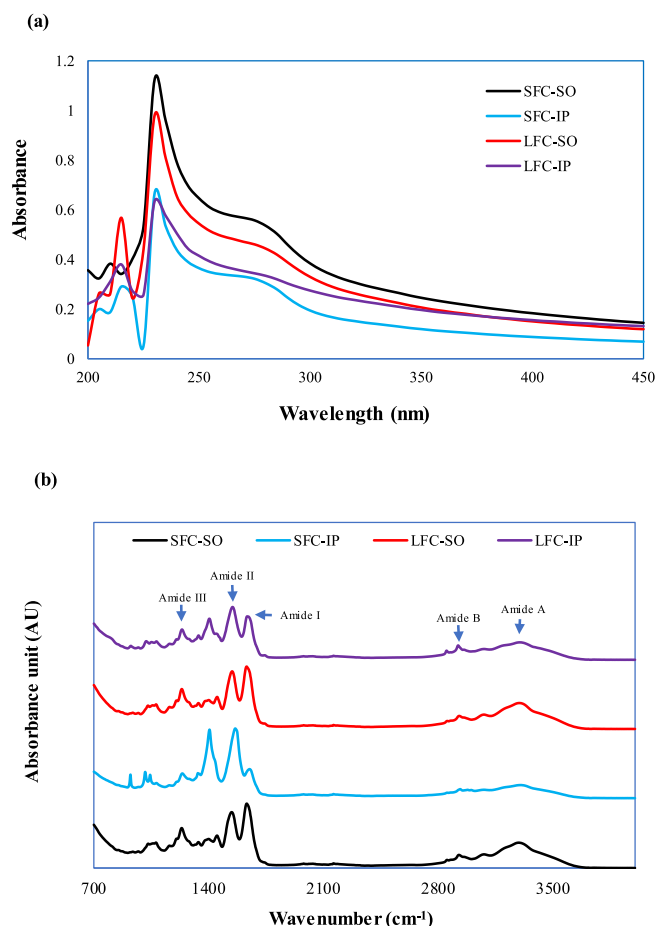 (a)
1.2
1
0.8
0.6
0.4
0.2
0
Absorbance
SFC-SO
SFC-IP
LFC-SO
LFC-IP
200 250 300 350 400 450
Wavelength (nm)
(b)
SFC-SO SFC-IP LFC-SO LFC-IP
Amide II
Amide III
Amide I
Amide B
Amide A
Absorbance unit (AU)
700 1400 2100 2800 3500
Wavenumber (cm⁻¹)